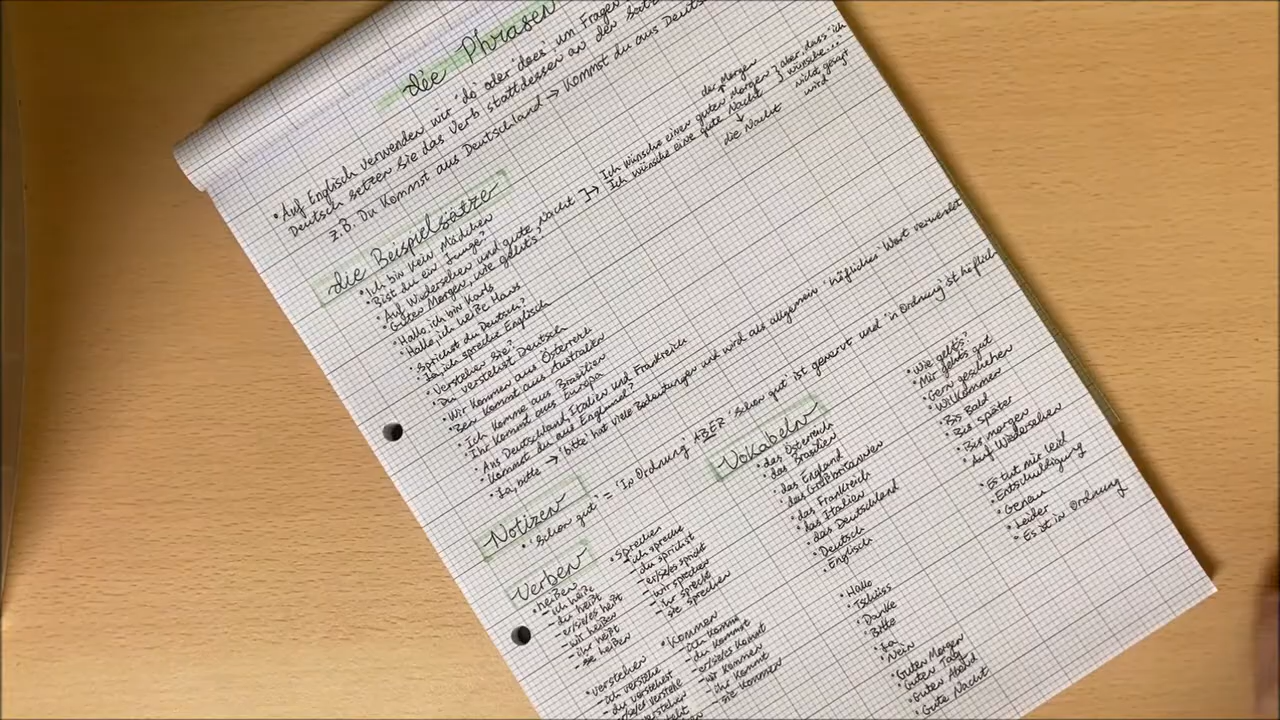 die Phrasen
• Auf Englisch verwenden wir 'do' oder 'does', um Fragen
Deutsch setzen Sie das Verb stattdessen an der
z.B. Du kommst aus Deutschland → Kommst du aus
die Beispielsätze
• Ich bin kein Mädchen
• Bist du ein Junge?
• Auf Wiedersehen und gute Nacht
• Guten Morgen, wie geht's?
} → Ich wünsche einen guten Morgen
Ich wünsche eine gute Nacht
der Morgen
↓
die Nacht
} aber, dass 'ich
wünsche...'
nicht gesagt
wird
• Hallo, ich bin Karls
• Hallo, ich heiße Hans
• Sprichst du Deutsch?
• Ja, ich spreche Englisch
• Verstehen Sie?
• Du verstehst Deutsch
• Wir kommen aus Österreich
• Ben kommt aus Australien
• Ich komme aus Brasilien
• Ihr kommt aus Europa
• Aus Deutschland, Italien und Frankreich
• Kommst du aus England?
• Ja, bitte → 'bitte' hat viele Bedeutungen und wird als allgemein 'höfliches' Wort verwendet
Notizen
• 'Schon gut' = 'In Ordnung' ABER 'schon gut' ist genervt und 'in Ordnung' ist höflich
Verben
• heißen
- ich heiße
- du heißt
- er/sie/es heißt
- wir heißen
- ihr heißt
- sie heißen
• Sprechen
- ich spreche
- du sprichst
- er/sie/es spricht
- wir sprechen
- ihr sprecht
- sie sprechen
• verstehen
- ich verstehe
- du verstehst
• kommen
- ich komme
- du kommst
- er/sie/es kommt
- wir kommen
- ihr kommt
- sie kommen
Vokabeln
• das Österreich
• das Brasilien
• das England
• das Großbritannien
• das Frankreich
• das Italien
• das Deutschland
• Deutsch
• Englisch
• Hallo
• Tschüss
• Danke
• Bitte
• Ja
• Nein
• Guten Morgen
• Guten Tag
• Guten Abend
• Gute Nacht
• Wie geht's?
• Mir geht's gut
• Gern geschehen
• Willkommen
• Bis Bald
• Bis später
• Bis morgen
• Auf Wiedersehen
• Es tut mir leid
• Entschuldigung
• Genau
• Leider
• Es ist in Ordnung